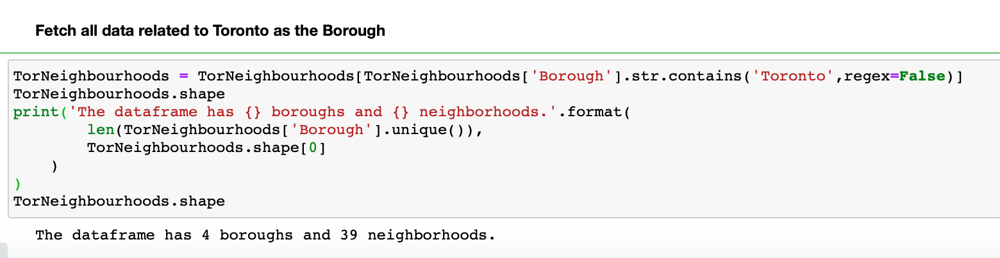 Fetch all data related to Toronto as the Borough
TorNeighbourhoods = TorNeighbourhoods[TorNeighbourhoods['Borough'].str.contains('Toronto',regex=False)]
TorNeighbourhoods.shape
print('The dataframe has {} boroughs and {} neighborhoods.'.format(
        len(TorNeighbourhoods['Borough'].unique()),
        TorNeighbourhoods.shape[0]
    )
)
TorNeighbourhoods.shape
The dataframe has 4 boroughs and 39 neighborhoods.